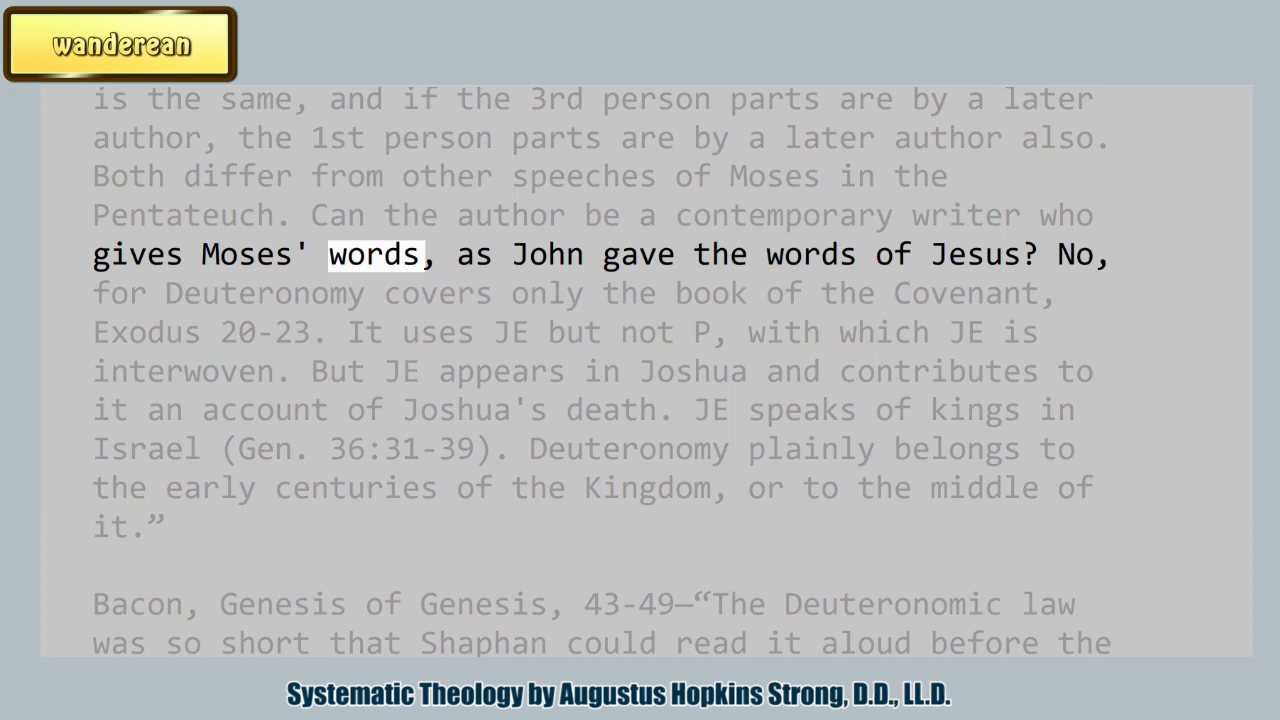 wanderean
is the same, and if the 3rd person parts are by a later
author, the 1st person parts are by a later author also.
Both differ from other speeches of Moses in the
Pentateuch. Can the author be a contemporary writer who
gives Moses' words, as John gave the words of Jesus? No,
for Deuteronomy covers only the book of the Covenant,
Exodus 20-23. It uses JE but not P, with which JE is
interwoven. But JE appears in Joshua and contributes to
it an account of Joshua's death. JE speaks of kings in
Israel (Gen. 36:31-39). Deuteronomy plainly belongs to
the early centuries of the Kingdom, or to the middle of
it.”
Bacon, Genesis of Genesis, 43-49—“The Deuteronomic law
was so short that Shaphan could read it aloud before the
Systematic Theology by Augustus Hopkins Strong, D.D., LL.D.